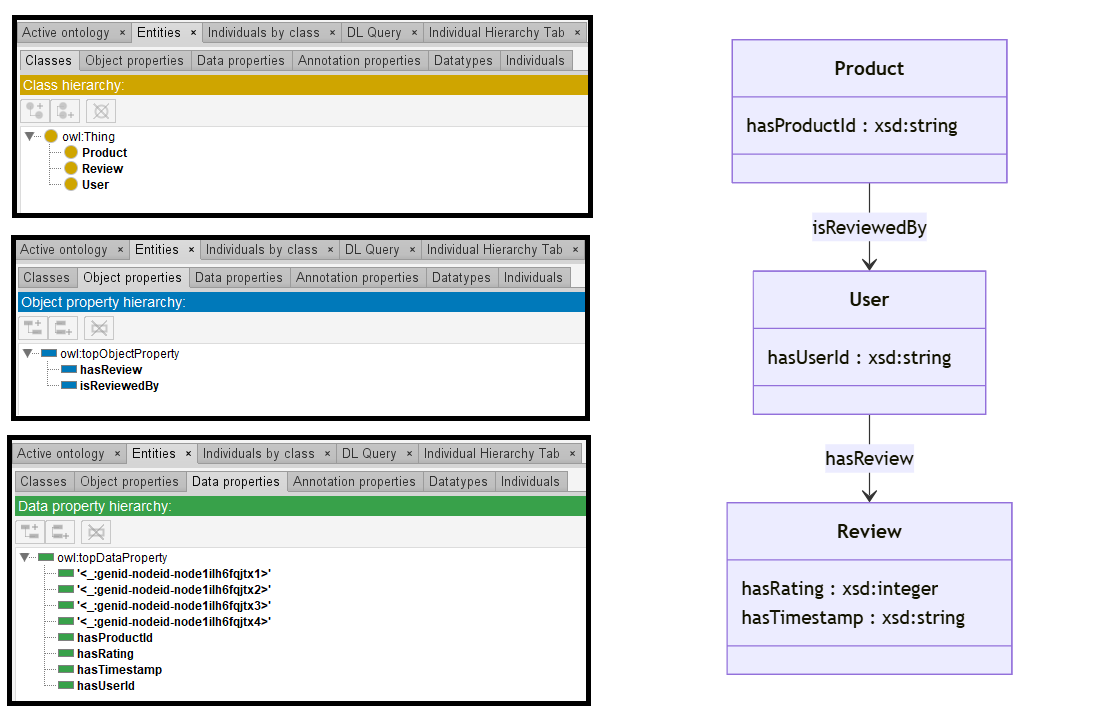 Active ontology × Entities × Individuals by class × DL Query × Individual Hierarchy Tab ×
Classes Object properties Data properties Annotation properties Datatypes Individuals
Class hierarchy:
owl:Thing
Product
Review
User
Active ontology × Entities × Individuals by class × DL Query × Individual Hierarchy Tab ×
Classes Object properties Data properties Annotation properties Datatypes Individuals
Object property hierarchy:
owl:topObjectProperty
hasReview
isReviewedBy
Active ontology × Entities × Individuals by class × DL Query × Individual Hierarchy Tab ×
Classes Object properties Data properties Annotation properties Datatypes Individuals
Data property hierarchy:
owl:topDataProperty
'<_:genid-nodeid-node1ilh6fqjtx1>'
'<_:genid-nodeid-node1ilh6fqjtx2>'
'<_:genid-nodeid-node1ilh6fqjtx3>'
'<_:genid-nodeid-node1ilh6fqjtx4>'
hasProductId
hasRating
hasTimestamp
hasUserId
Product
hasProductId : xsd:string
isReviewedBy
User
hasUserId : xsd:string
hasReview
Review
hasRating : xsd:integer
hasTimestamp : xsd:string